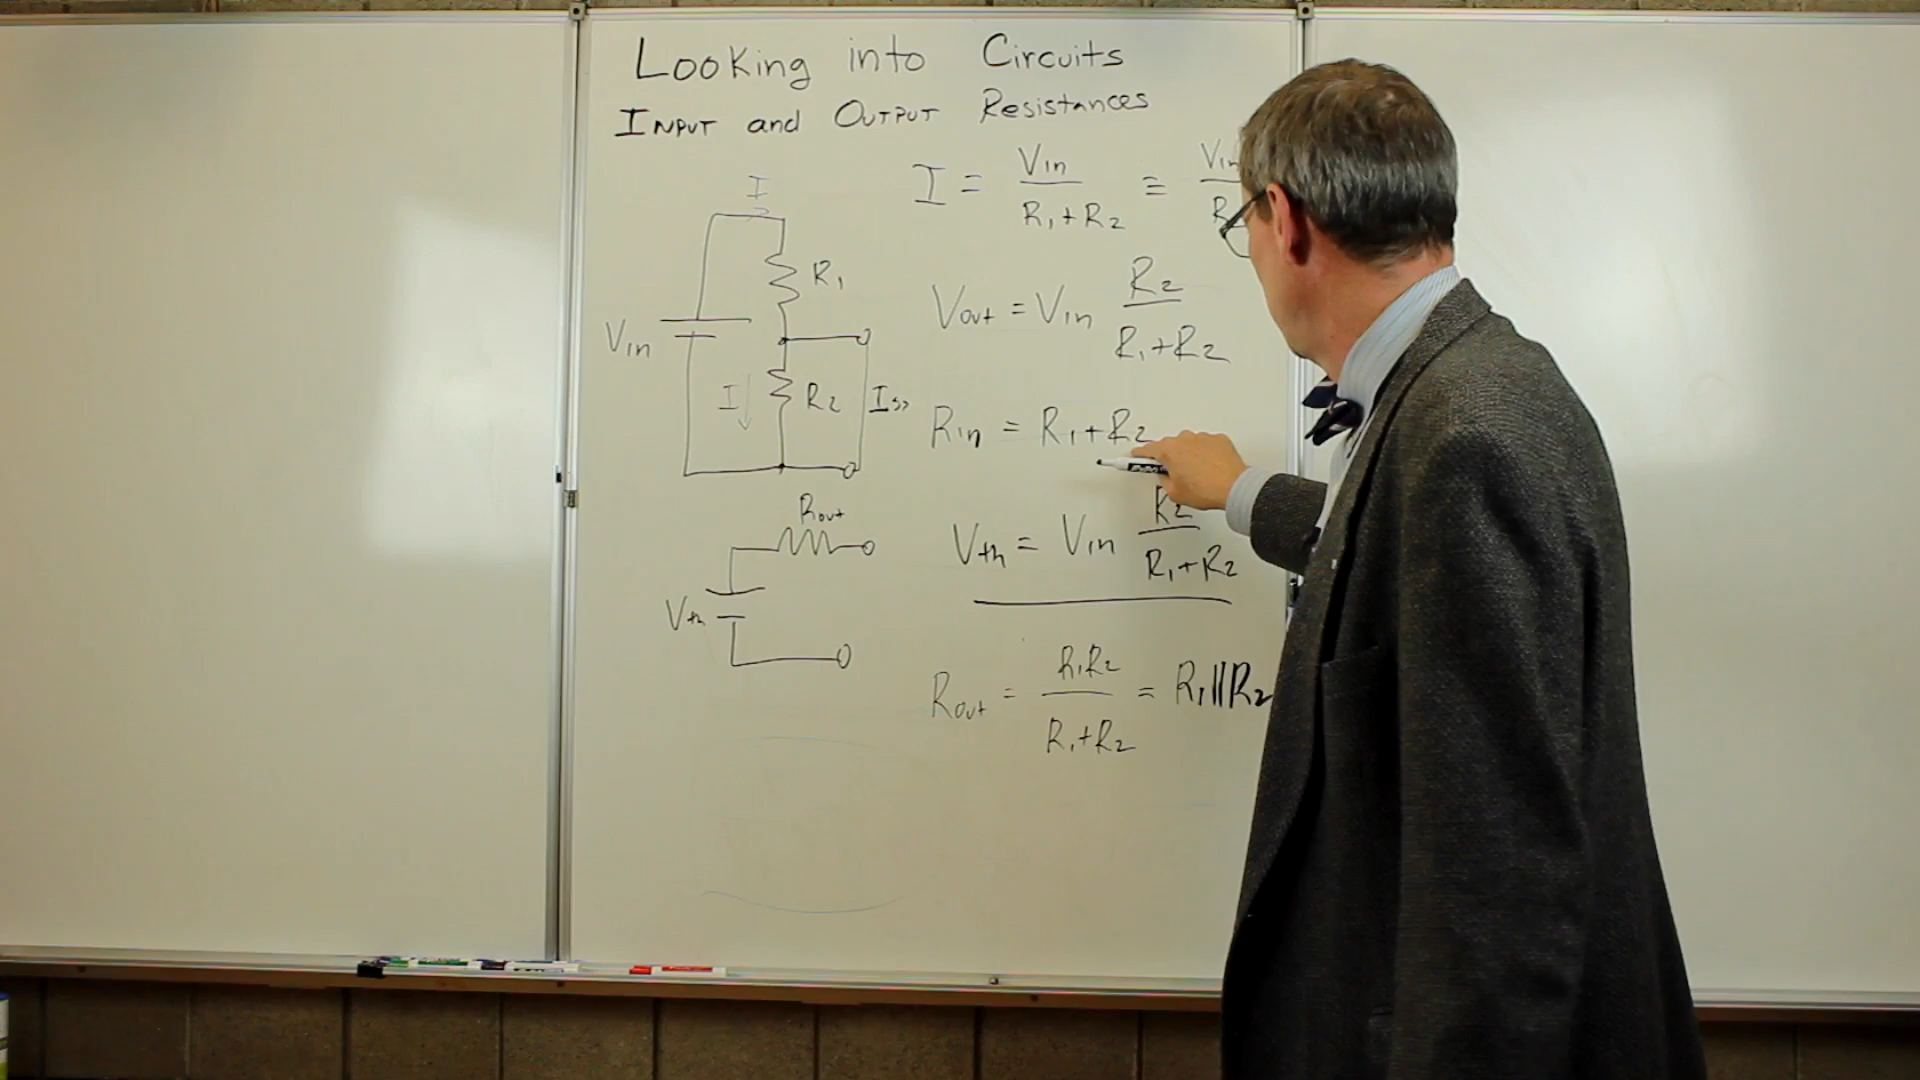 Looking into Circuits
INPUT and OUTPUT Resistances
I = Vin / R1+R2 = Vin / R
I
R1
Vin
I
R2
Vout = Vin R2 / R1+R2
Rin = R1+R2
Rout
Vth
Vth = Vin R2 / R1+R2
Rout = R1R2 / R1+R2 = R1||R2